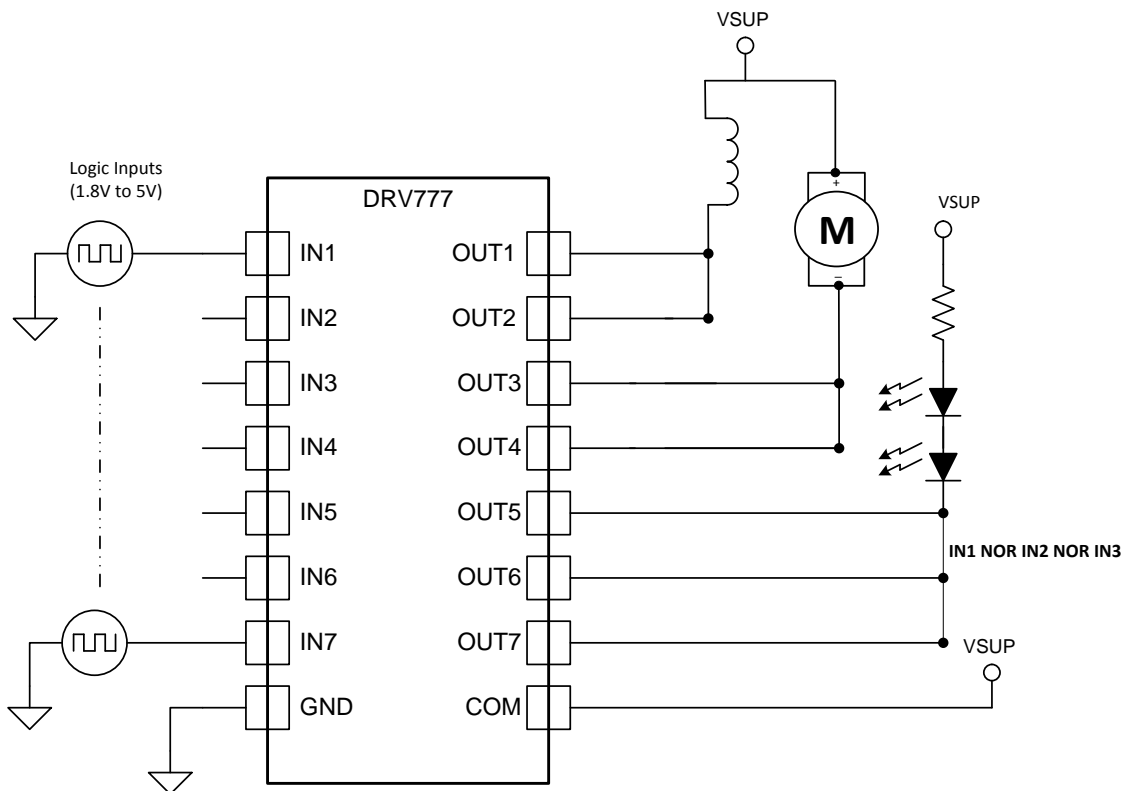 VSUP
Logic Inputs
(1.8V to 5V)
DRV777
M
+
–
VSUP
IN1
OUT1
IN2
OUT2
IN3
OUT3
IN4
OUT4
IN5
OUT5
IN1 NOR IN2 NOR IN3
IN6
OUT6
IN7
OUT7
VSUP
GND
COM